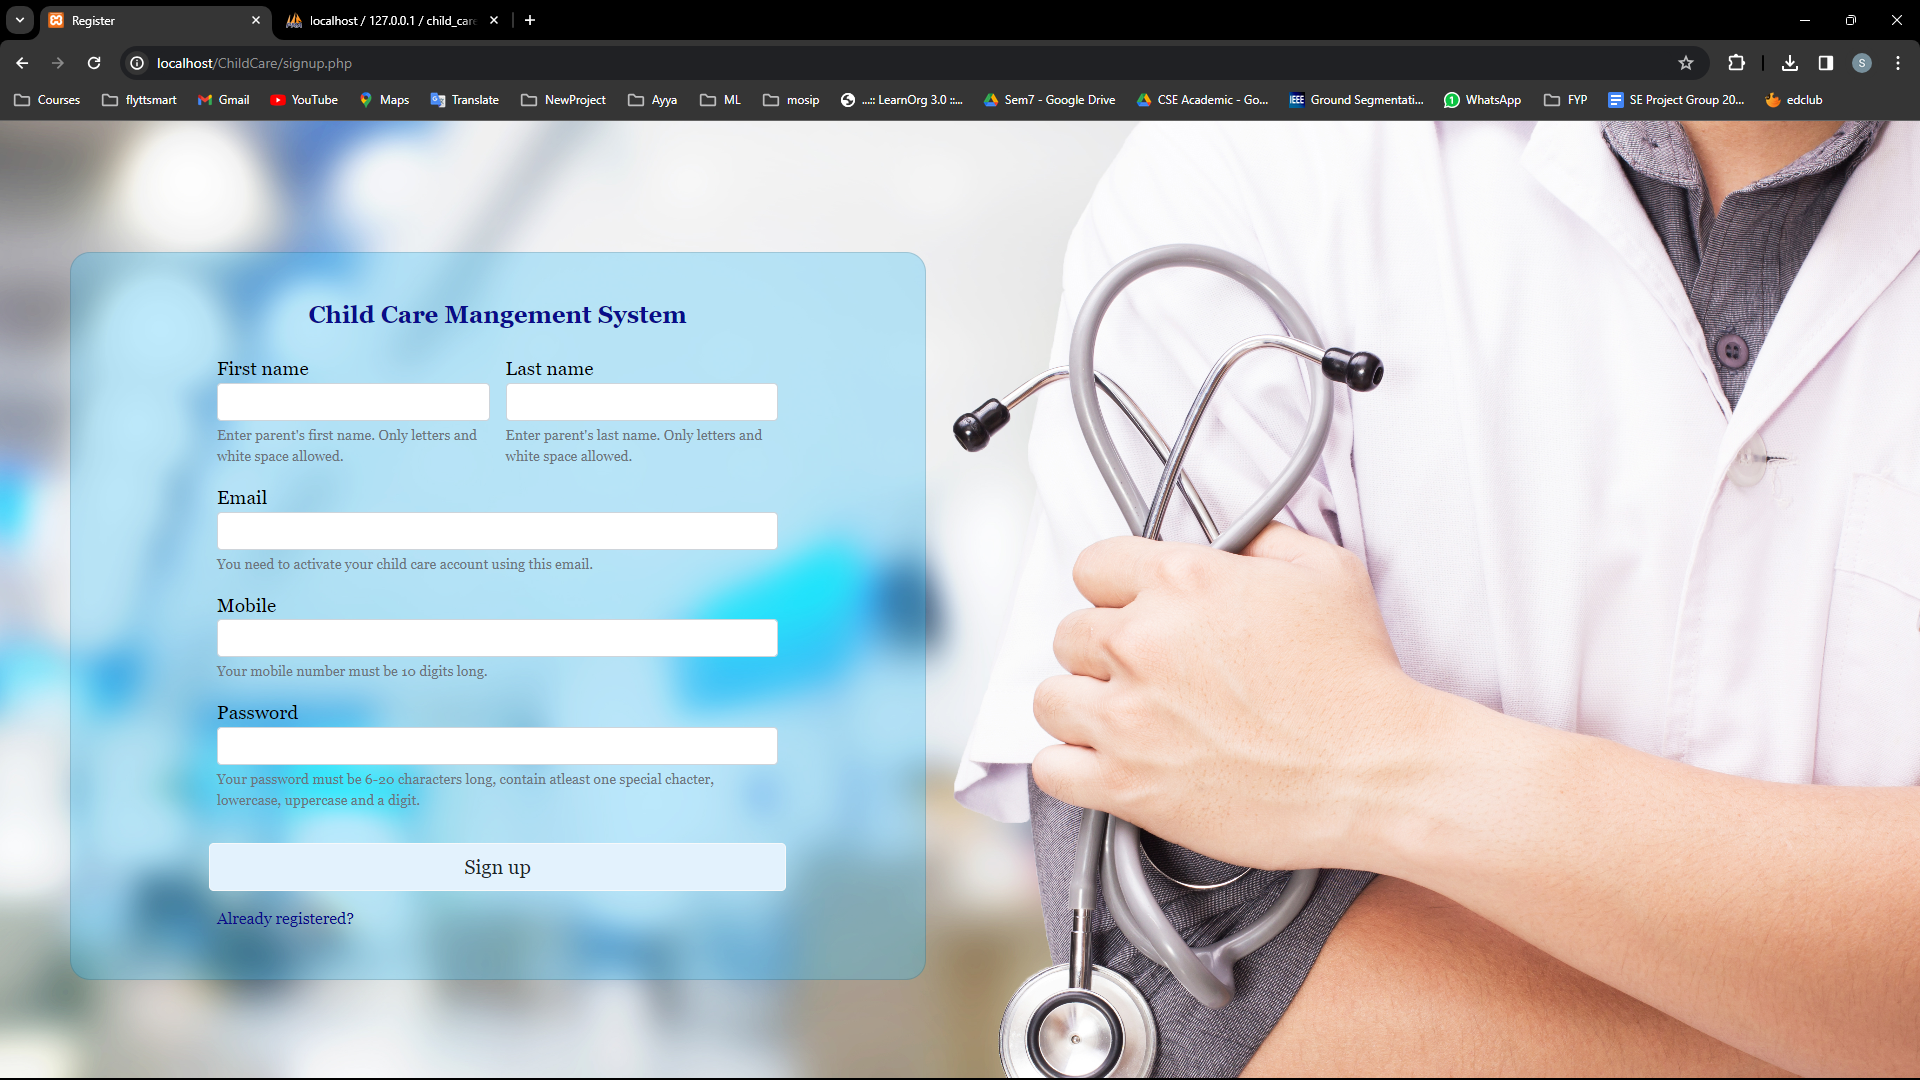 Register
localhost / 127.0.0.1 / child_care
localhost/ChildCare/signup.php
S
Courses
flyttsmart
Gmail
YouTube
Maps
Translate
NewProject
Ayya
ML
mosip
...:: LearnOrg 3.0 ::...
Sem7 - Google Drive
CSE Academic - Go...
IEEE
Ground Segmentati...
1
WhatsApp
FYP
SE Project Group 20...
edclub
Child Care Mangement System
First name
Last name
Enter parent's first name. Only letters and
white space allowed.
Enter parent's last name. Only letters and
white space allowed.
Email
You need to activate your child care account using this email.
Mobile
Your mobile number must be 10 digits long.
Password
Your password must be 6-20 characters long, contain atleast one special chacter,
lowercase, uppercase and a digit.
Sign up
Already registered?